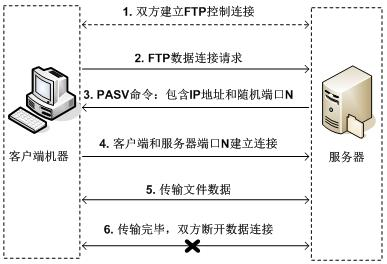 1. 双方建立FTP控制连接
2. FTP数据连接请求
3. PASV命令：包含IP地址和随机端口N
客户端机器
4. 客户端和服务器端口N建立连接
服务器
5. 传输文件数据
6. 传输完毕，双方断开数据连接